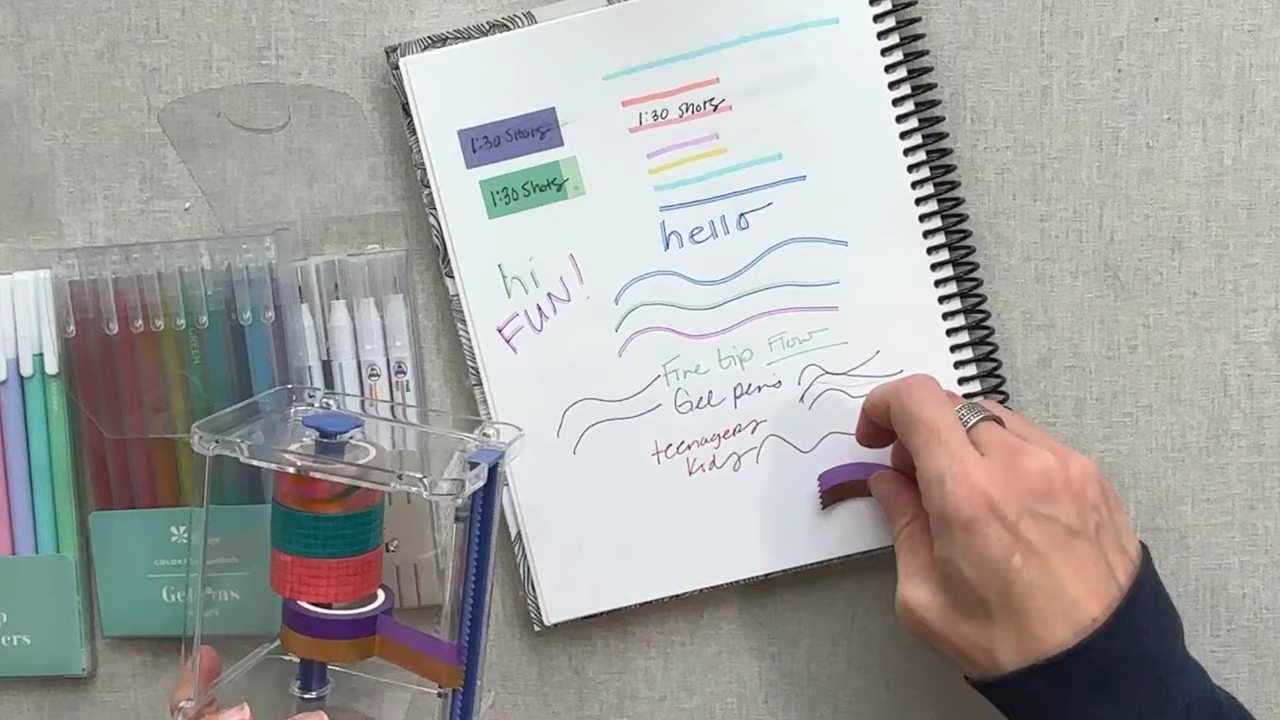 1:30 Shots
1:30 Shots
1:30 Shots
hello
hi
FUN!
Fine tip Flow
Gel pens
teenagers
kids
GREEN
Gel Pens